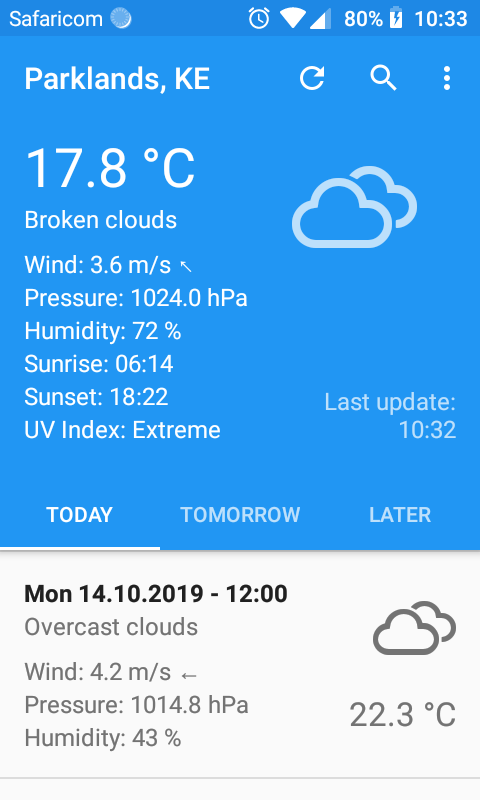 Safaricom 80% 10:33
Parklands, KE
17.8 °C
Broken clouds
Wind: 3.6 m/s ↖
Pressure: 1024.0 hPa
Humidity: 72 %
Sunrise: 06:14
Sunset: 18:22
UV Index: Extreme
Last update:
10:32
TODAY TOMORROW LATER
Mon 14.10.2019 - 12:00
Overcast clouds
Wind: 4.2 m/s ←
Pressure: 1014.8 hPa
Humidity: 43 %
22.3 °C